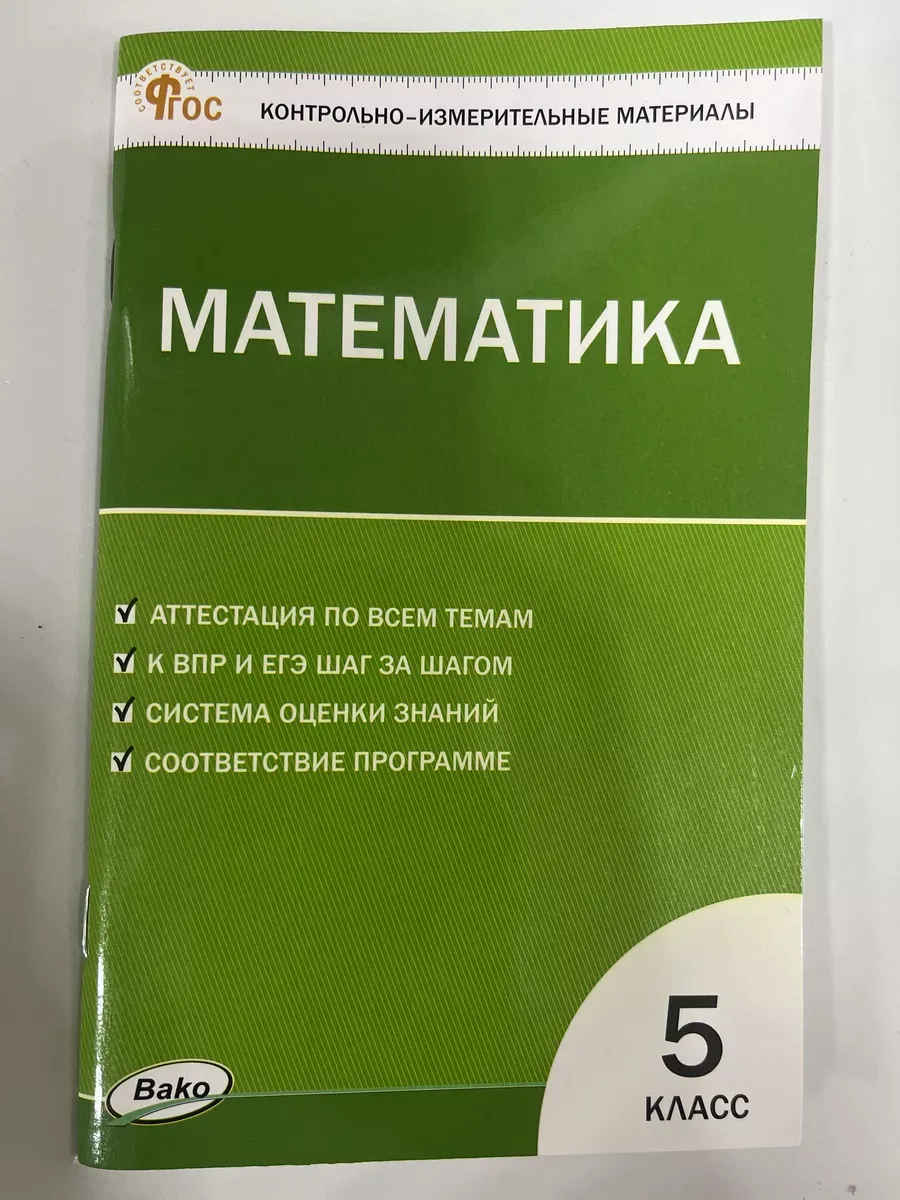 СООТВЕТСТВУЕТ
ФГОС
КОНТРОЛЬНО-ИЗМЕРИТЕЛЬНЫЕ МАТЕРИАЛЫ
МАТЕМАТИКА
АТТЕСТАЦИЯ ПО ВСЕМ ТЕМАМ
К ВПР И ЕГЭ ШАГ ЗА ШАГОМ
СИСТЕМА ОЦЕНКИ ЗНАНИЙ
СООТВЕТСТВИЕ ПРОГРАММЕ
5
КЛАСС
Вако